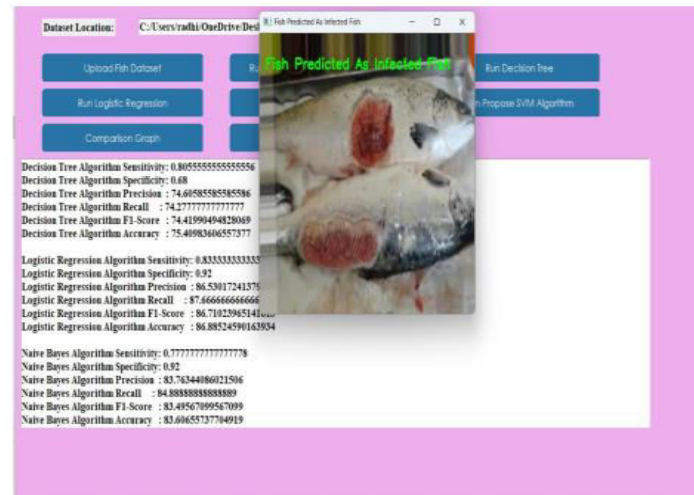 Fish Predicted As Infected Fish
Dataset Location: C:/Users/radhi/OneDrive/Desl
Fish Predicted As Infected Fish
Upload Fish Dataset Run Decision Tree
Run Logistic Regression n Propose SVM Algorithm
Comparison Graph
Decision Tree Algorithm Sensitivity: 0.8055555555555556
Decision Tree Algorithm Specificity: 0.68
Decision Tree Algorithm Precision : 74.60585585585586
Decision Tree Algorithm Recall : 74.27777777777777
Decision Tree Algorithm F1-Score : 74.41990494828069
Decision Tree Algorithm Accuracy : 75.40983606557377
Logistic Regression Algorithm Sensitivity: 0.833333333333
Logistic Regression Algorithm Specificity: 0.92
Logistic Regression Algorithm Precision : 86.53017241379
Logistic Regression Algorithm Recall : 87.666666666666
Logistic Regression Algorithm F1-Score :
Logistic Regression Algorithm Accuracy : 86.88524590163934
Naive Bayes Algorithm Sensitivity: 0.7777777777777778
Naive Bayes Algorithm Specificity: 0.92
Naive Bayes Algorithm Precision : 83.76344086021506
Naive Bayes Algorithm Recall : 84.88888888888889
Naive Bayes Algorithm F1-Score : 83.49567099567099
Naive Bayes Algorithm Accuracy : 83.60655737704919